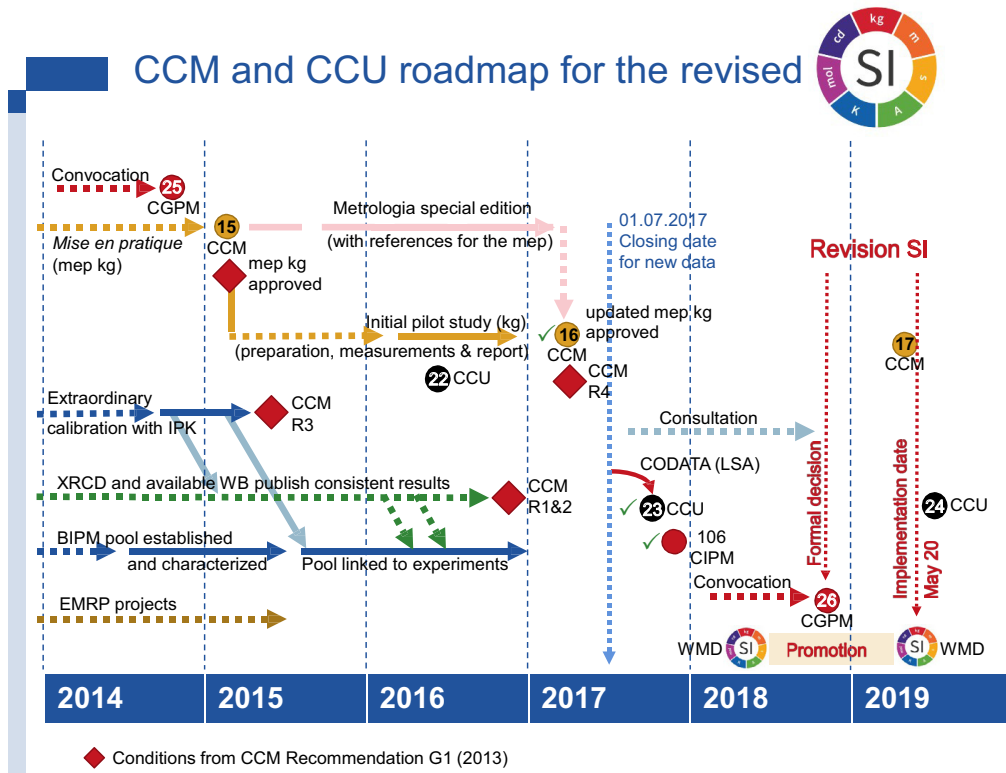 CCM and CCU roadmap for the revised
SI
kg
m
s
A
K
mol
cd
Convocation
25
CGPM
Mise en pratique
(mep kg)
15
CCM
mep kg
approved
Metrologia special edition
(with references for the mep)
01.07.2017
Closing date
for new data
Revision SI
Initial pilot study (kg)
(preparation, measurements & report)
updated mep kg
approved
16
CCM
CCM
R4
22 CCU
17
CCM
Extraordinary
calibration with IPK
CCM
R3
Consultation
CODATA (LSA)
XRCD and available WB publish consistent results
CCM
R1&2
23 CCU
24 CCU
Formal decision
Implementation date
May 20
BIPM pool established
and characterized
Pool linked to experiments
106
CIPM
Convocation
26
CGPM
EMRP projects
WMD
SI
Promotion
SI
WMD
2014
2015
2016
2017
2018
2019
Conditions from CCM Recommendation G1 (2013)